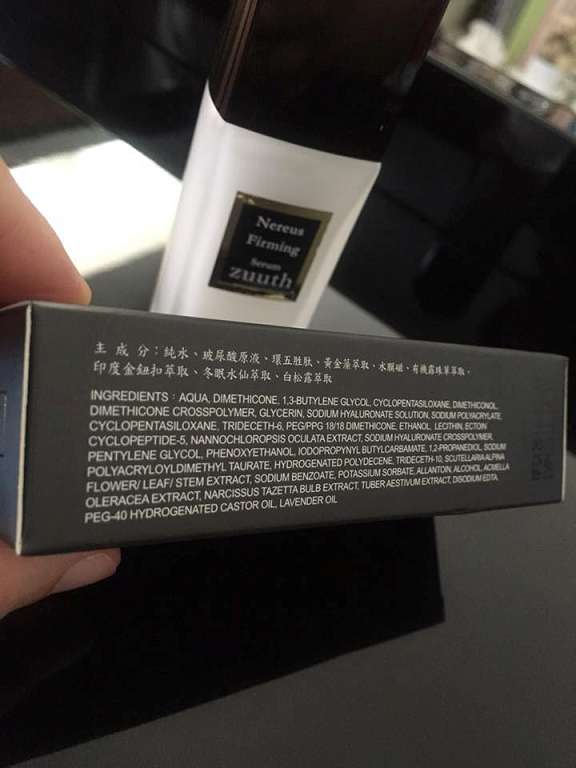 Nereus
Firming
Serum
zuuth
主 成 分：純水、玻尿酸原液、環五胜肽、黃金藻萃取、水膶磁、有機露珠草萃取、
印度金鈕扣萃取、冬眠水仙萃取、白松露萃取
INGREDIENTS：AQUA, DIMETHICONE, 1,3-BUTYLENE GLYCOL, CYCLOPENTASILOXANE, DIMETHICONOL,
DIMETHICONE CROSSPOLYMER, GLYCERIN, SODIUM HYALURONATE SOLUTION, SODIUM POLYACRYLATE,
CYCLOPENTASILOXANE, TRIDECETH-6, PEG/PPG 18/18 DIMETHICONE, ETHANOL. LECITHIN, ECTOIN
CYCLOPEPTIDE-5, NANNOCHLOROPSIS OCULATA EXTRACT, SODIUM HYALURONATE CROSSPOLYMER,
PENTYLENE GLYCOL, PHENOXYETHANOL, IODOPROPYNYL BUTYLCARBAMATE, 1,2-PROPANEDIOL, SODIUM
POLYACRYLOYLDIMETHYL TAURATE, HYDROGENATED POLYDECENE, TRIDECETH-10, SCUTELLARIA ALPINA
FLOWER/ LEAF/ STEM EXTRACT, SODIUM BENZOATE, POTASSIUM SORBATE, ALLANTOIN, ALCOHOL, ACMELLA
OLERACEA EXTRACT, NARCISSUS TAZETTA BULB EXTRACT, TUBER AESTIVUM EXTRACT, DISODIUM EDTA,
PEG-40 HYDROGENATED CASTOR OIL, LAVENDER OIL